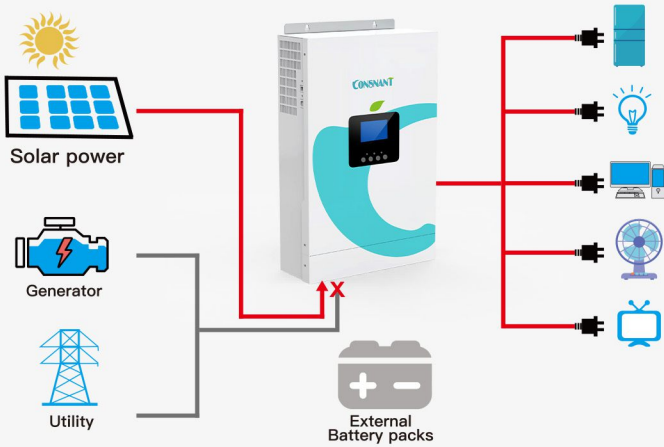 CONSNANT
Solar power
Generator
X
Utility
External
Battery packs